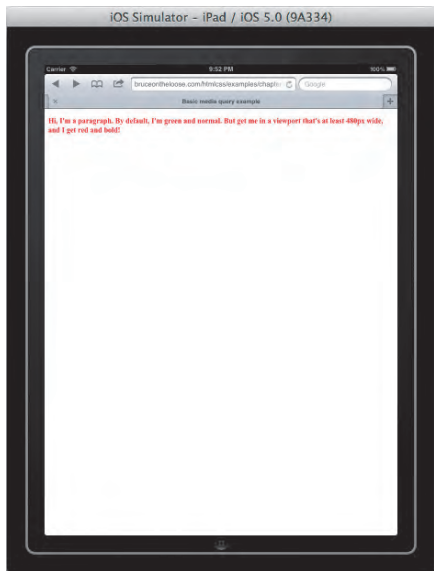 iOS Simulator - iPad / iOS 5.0 (9A334)
Carrier 9:52 PM 100%
bruceontheloose.com/htmlcss/examples/chapte Google
Basic media query example
Hi, I'm a paragraph. By default, I'm green and normal. But get me in a viewport that's at least 480px wide,
and I get red and bold!